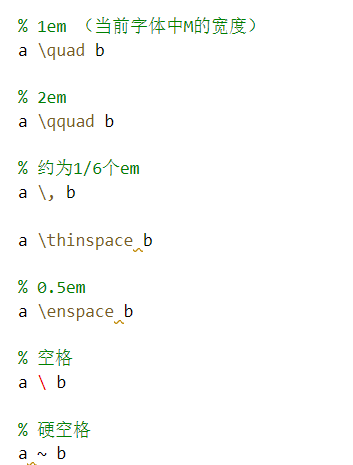 % 1em （当前字体中M的宽度）
a \quad b
% 2em
a \qquad b
% 约为1/6个em
a \, b
a \thinspace b
% 0.5em
a \enspace b
% 空格
a \ b
% 硬空格
a ~ b